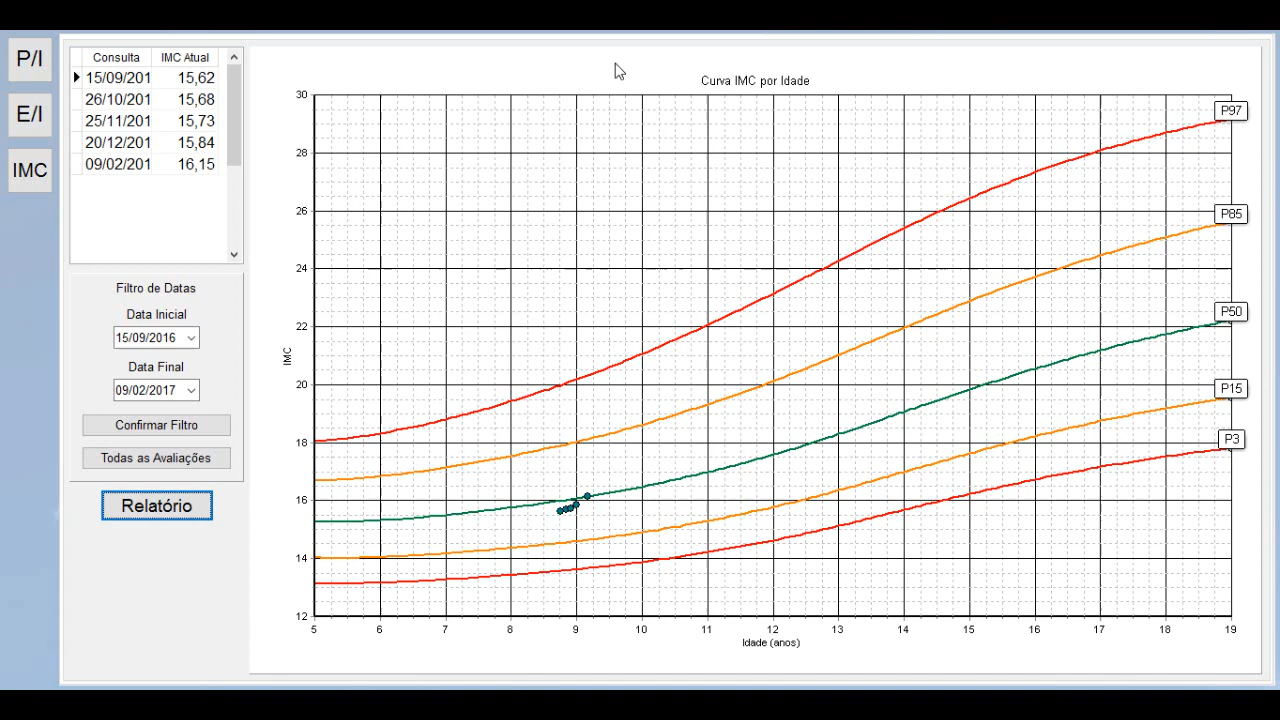 P/I
E/I
IMC
Consulta IMC Atual
15/09/201 15,62
26/10/201 15,68
25/11/201 15,73
20/12/201 15,84
09/02/201 16,15
Filtro de Datas
Data Inicial
15/09/2016
Data Final
09/02/2017
Confirmar Filtro
Todas as Avaliações
Relatório
Curva IMC por Idade
30
28
26
24
22
20
18
16
14
12
IMC
P97
P85
P50
P15
P3
5 6 7 8 9 10 11 12 13 14 15 16 17 18 19
Idade (anos)